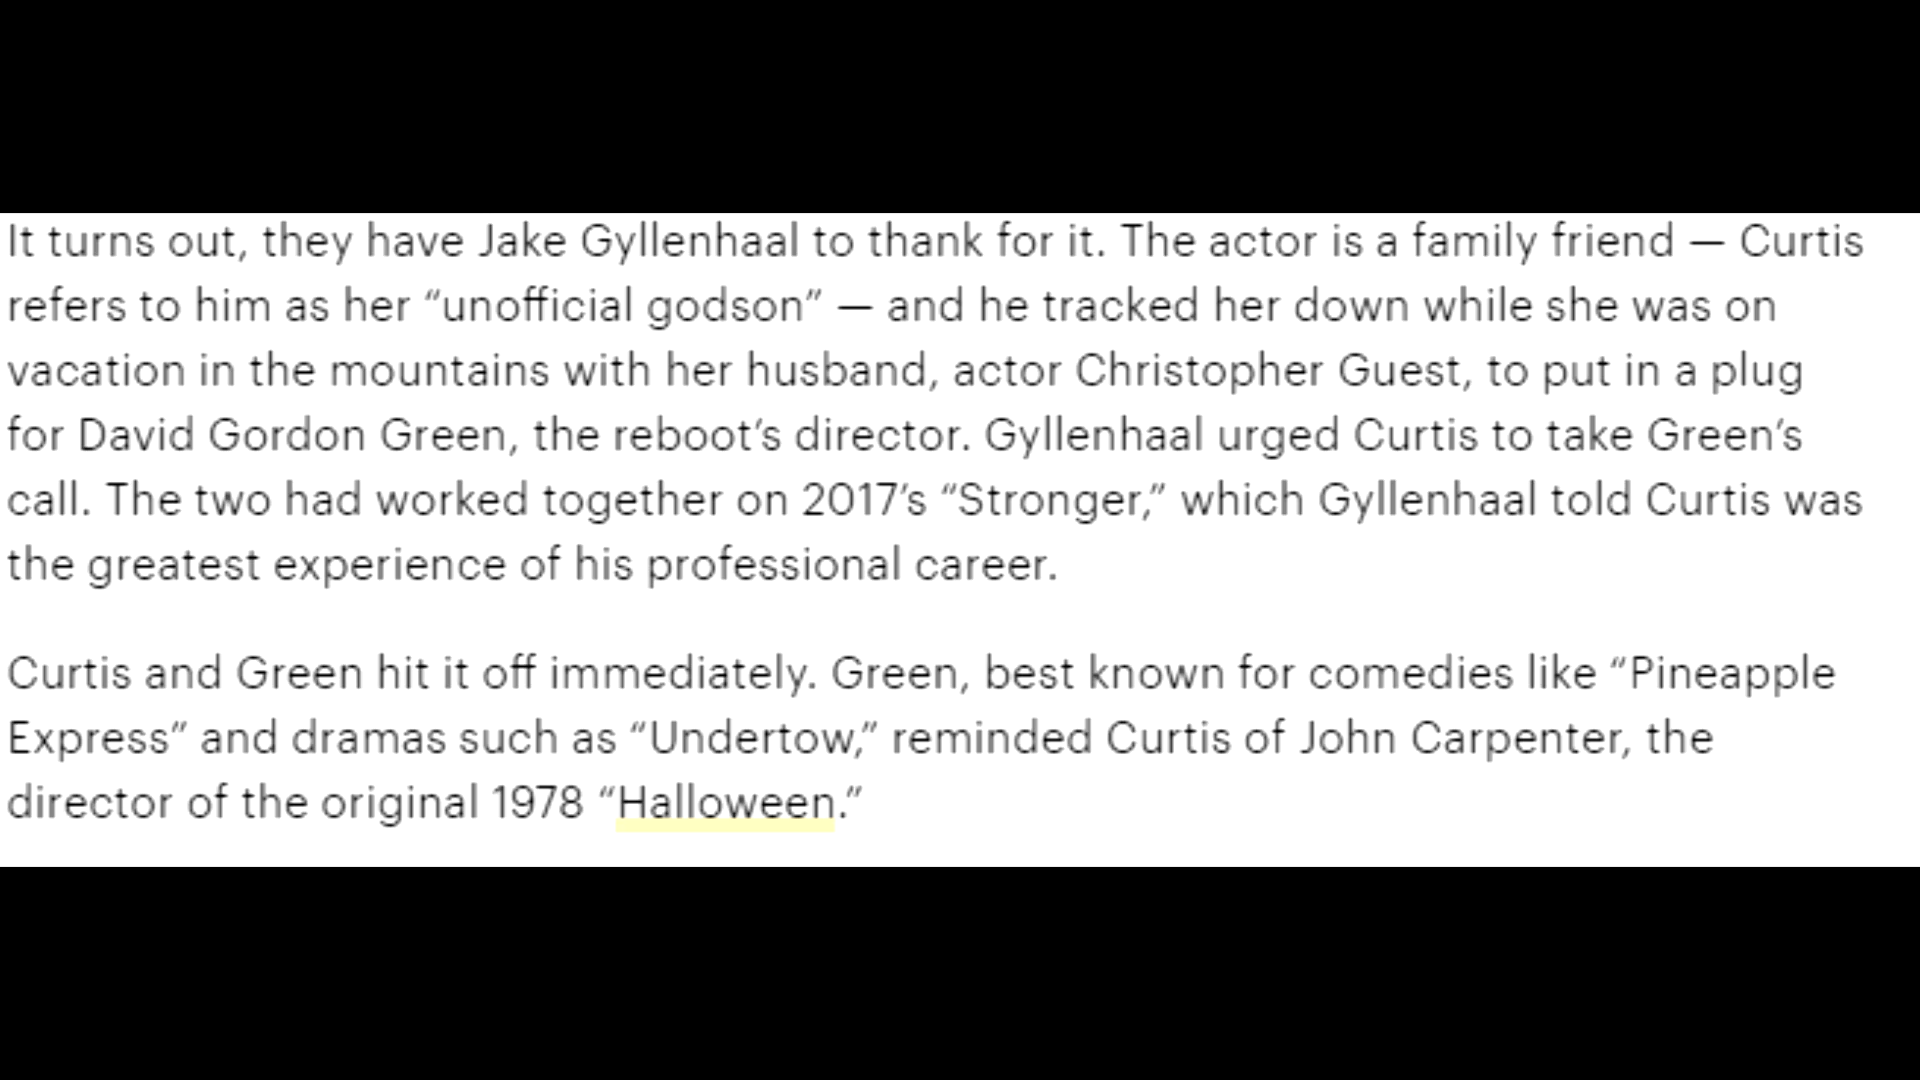 It turns out, they have Jake Gyllenhaal to thank for it. The actor is a family friend — Curtis
refers to him as her “unofficial godson” — and he tracked her down while she was on
vacation in the mountains with her husband, actor Christopher Guest, to put in a plug
for David Gordon Green, the reboot’s director. Gyllenhaal urged Curtis to take Green’s
call. The two had worked together on 2017’s “Stronger,” which Gyllenhaal told Curtis was
the greatest experience of his professional career.
Curtis and Green hit it off immediately. Green, best known for comedies like “Pineapple
Express” and dramas such as “Undertow,” reminded Curtis of John Carpenter, the
director of the original 1978 “Halloween.”